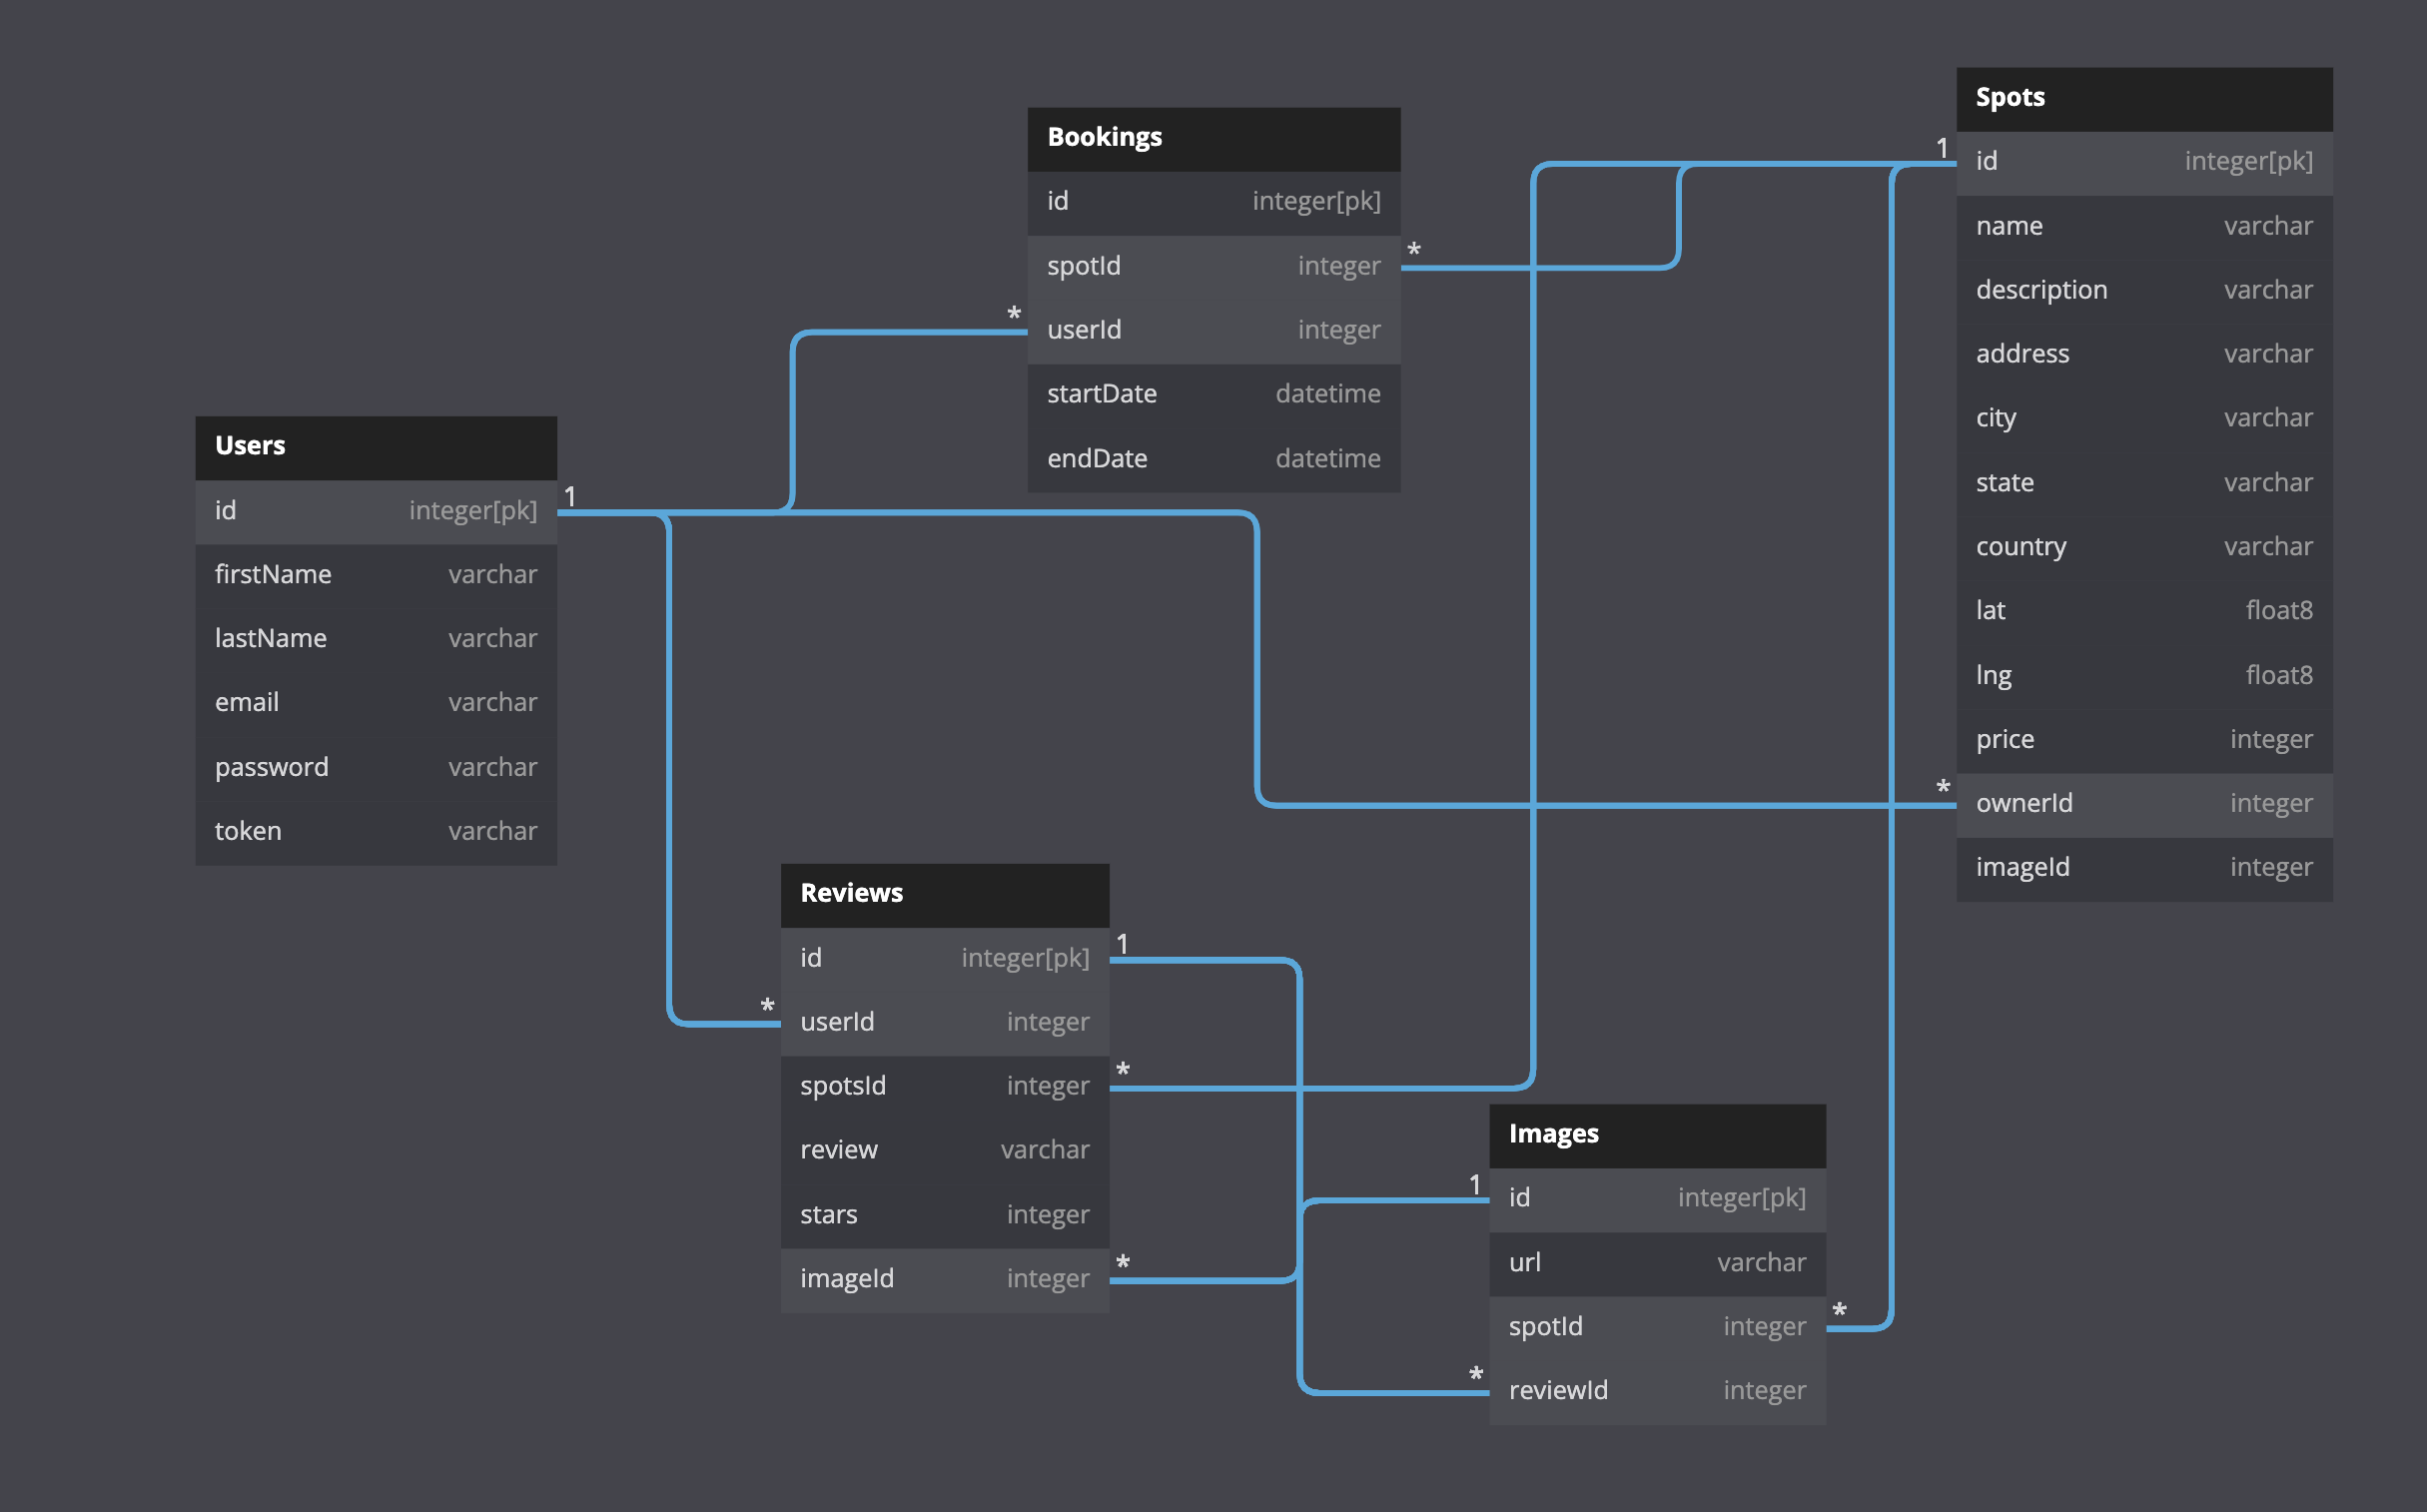 Users
id integer[pk]
firstName varchar
lastName varchar
email varchar
password varchar
token varchar
1
Bookings
id integer[pk]
spotId integer
userId integer
startDate datetime
endDate datetime
*
*
Spots
id integer[pk]
name varchar
description varchar
address varchar
city varchar
state varchar
country varchar
lat float8
lng float8
price integer
ownerId integer
imageId integer
1
*
Reviews
id integer[pk]
userId integer
spotsId integer
review varchar
stars integer
imageId integer
1
*
*
*
Images
id integer[pk]
url varchar
spotId integer
reviewId integer
1
*
*